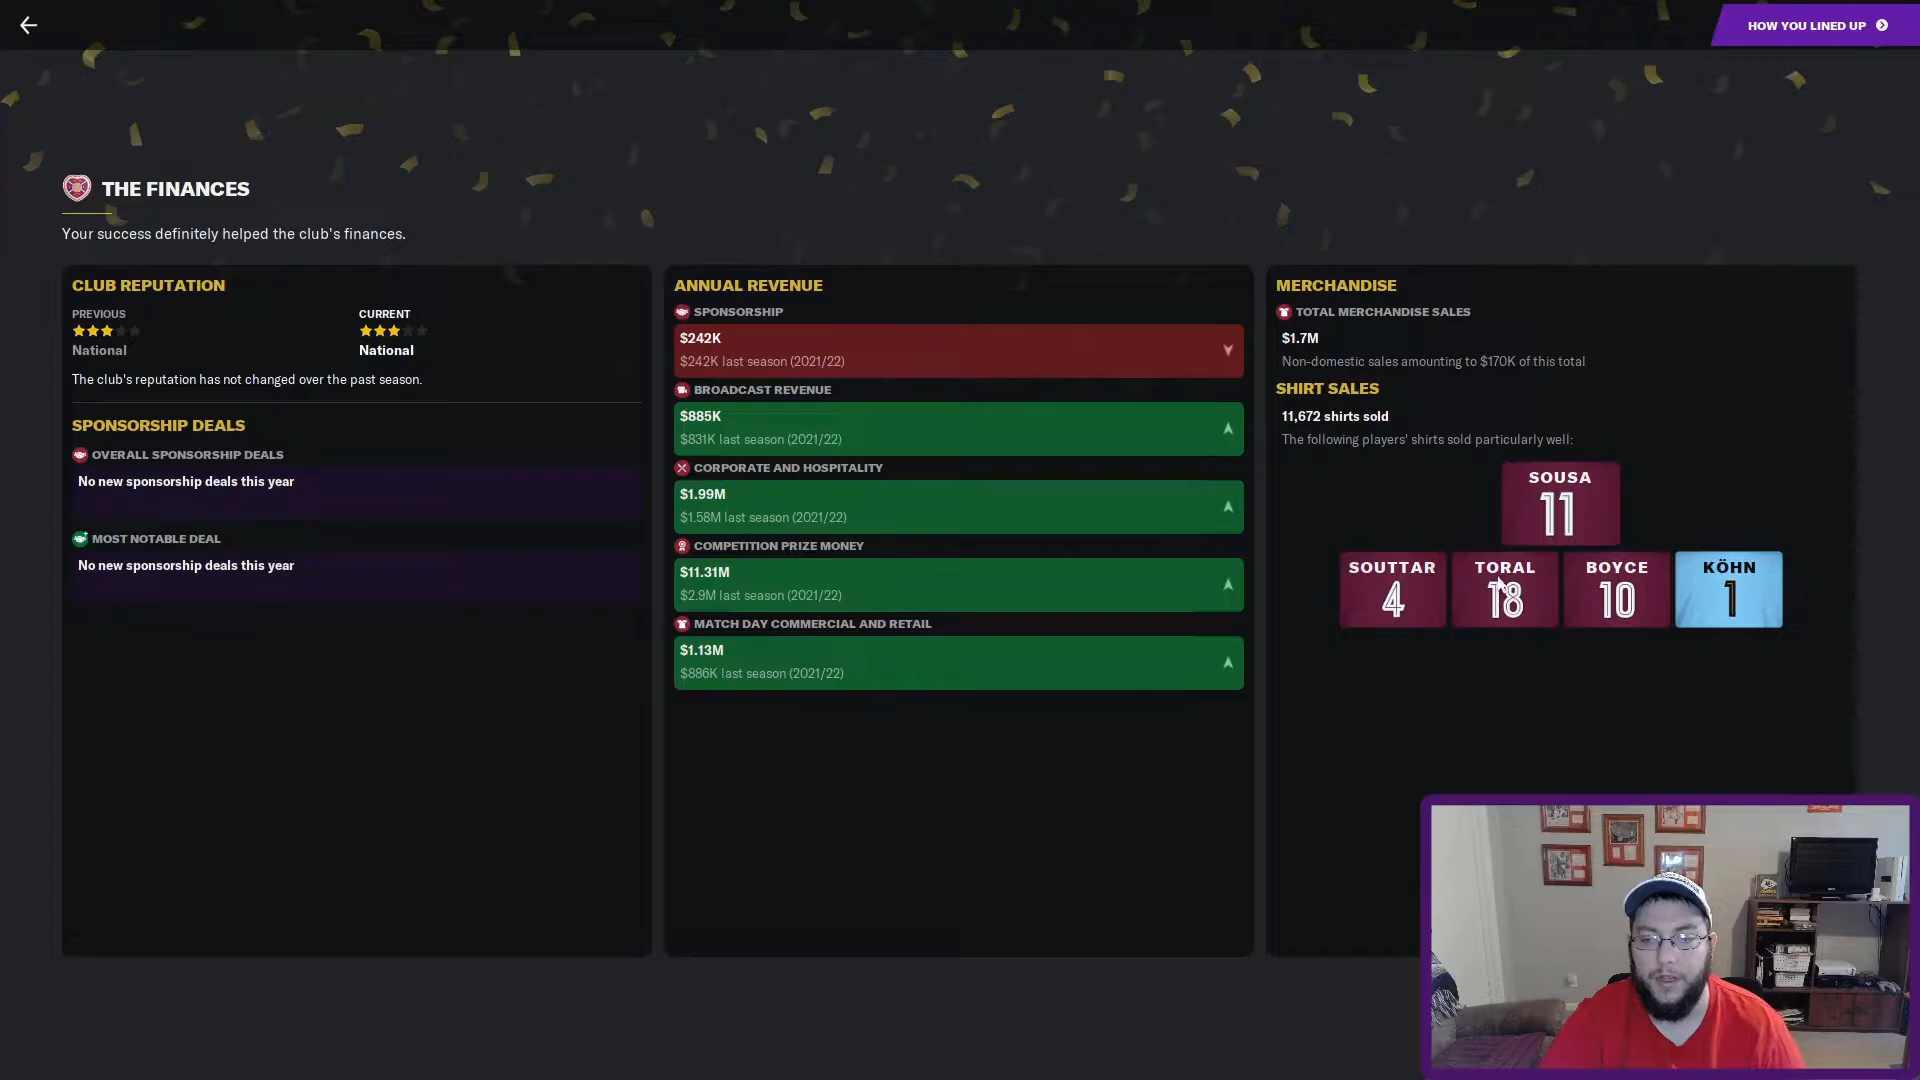 HOW YOU LINED UP
THE FINANCES
Your success definitely helped the club's finances.
CLUB REPUTATION
PREVIOUS
National
CURRENT
National
The club's reputation has not changed over the past season.
SPONSORSHIP DEALS
OVERALL SPONSORSHIP DEALS
No new sponsorship deals this year
MOST NOTABLE DEAL
No new sponsorship deals this year
ANNUAL REVENUE
SPONSORSHIP
$242K
$242K last season (2021/22)
BROADCAST REVENUE
$885K
$831K last season (2021/22)
CORPORATE AND HOSPITALITY
$1.99M
$1.58M last season (2021/22)
COMPETITION PRIZE MONEY
$11.31M
$2.9M last season (2021/22)
MATCH DAY COMMERCIAL AND RETAIL
$1.13M
$886K last season (2021/22)
MERCHANDISE
TOTAL MERCHANDISE SALES
$1.7M
Non-domestic sales amounting to $170K of this total
SHIRT SALES
11,672 shirts sold
The following players' shirts sold particularly well:
SOUSA
11
SOUTTAR
4
TORAL
18
BOYCE
10
KÖHN
1